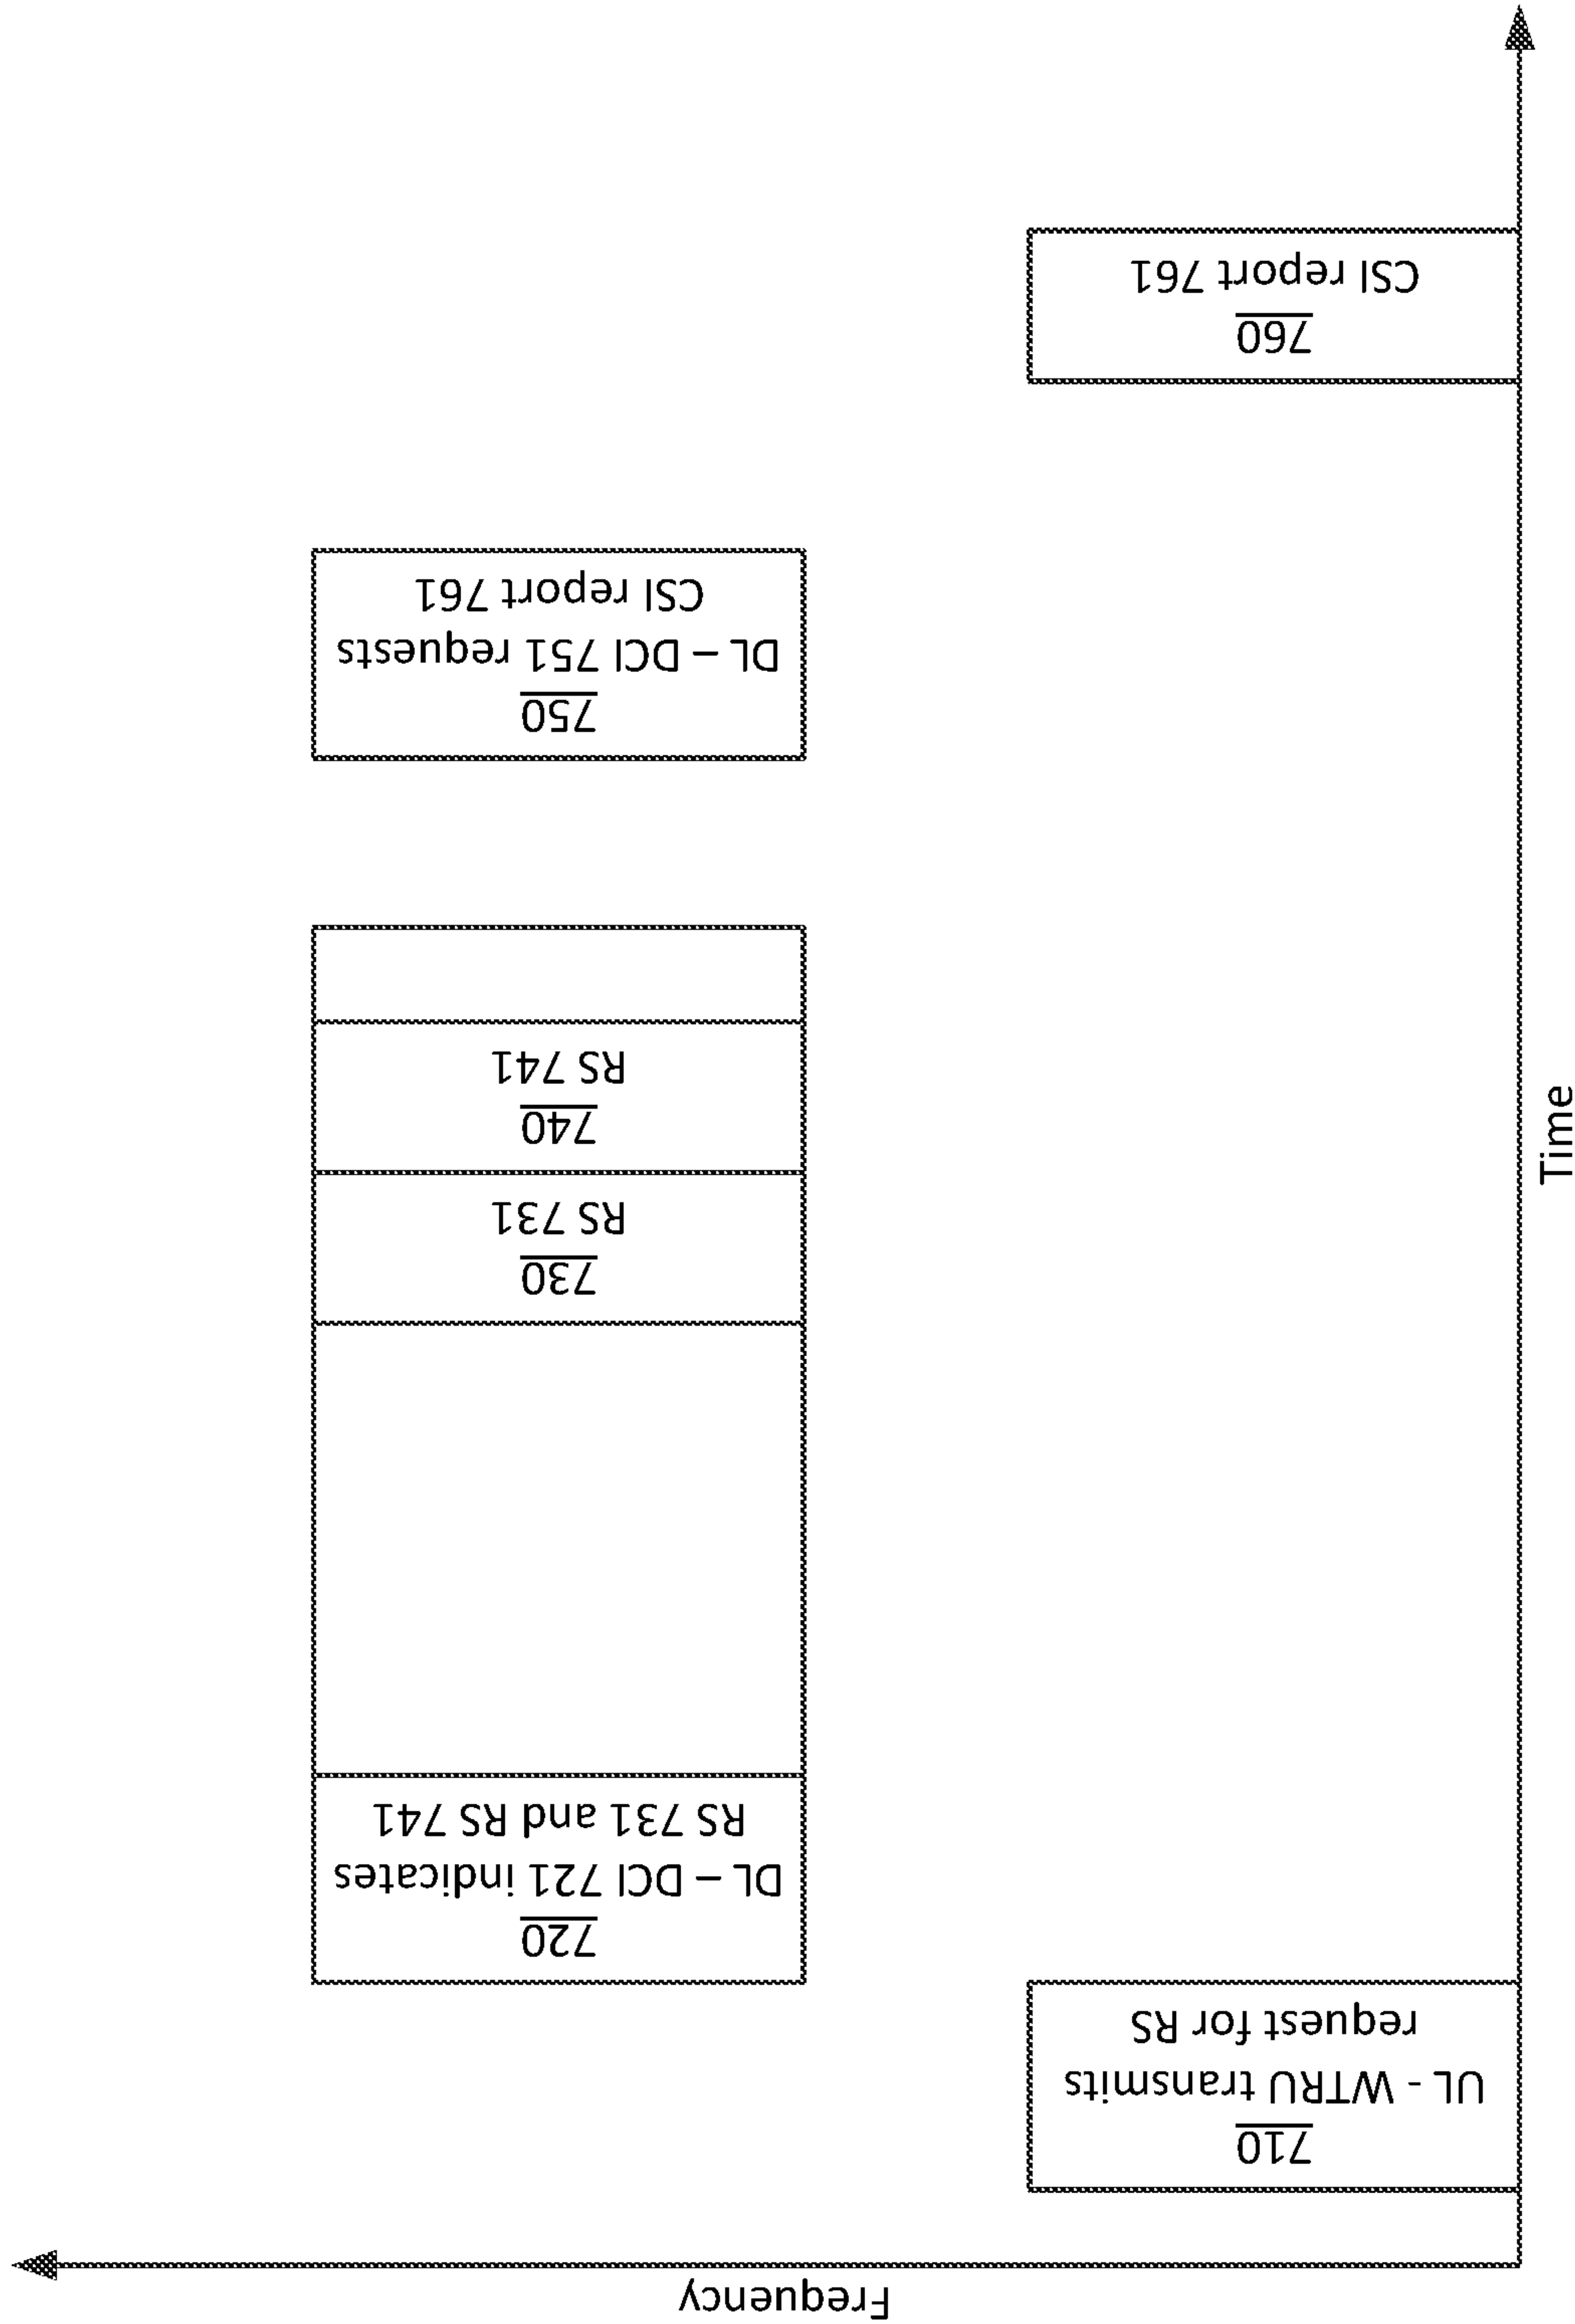 Frequency
710
UL - WTRU transmits
request for RS
720
DL – DCI 721 indicates
RS 731 and RS 741
730
RS 731
740
RS 741
750
DL – DCI 751 requests
CSI report 761
760
CSI report 761
Time